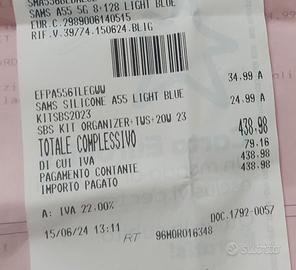 SAMS A55 5G 8+128 LIGHT BLUE
EUR.C.2989006140515
RIF.V.39774.150624.BLIG
34.99 A
EFPA556TLEGWW
SAMS SILICONE A55 LIGHT BLUE
24.99 A
KITSBS2023
SBS KIT ORGANIZER+TWS+20W 23
TOTALE COMPLESSIVO 438.98
DI CUI IVA 79.16
PAGAMENTO CONTANTE 438.98
IMPORTO PAGATO 438.98
A: IVA 22.00%
DOC.1792-0057
15/06/24 13:11
RT 96MOR016348
subito